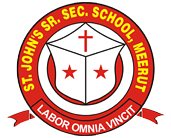 ST. JOHN'S SR. SEC. SCHOOL, MEERUT
LABOR OMNIA VINCIT